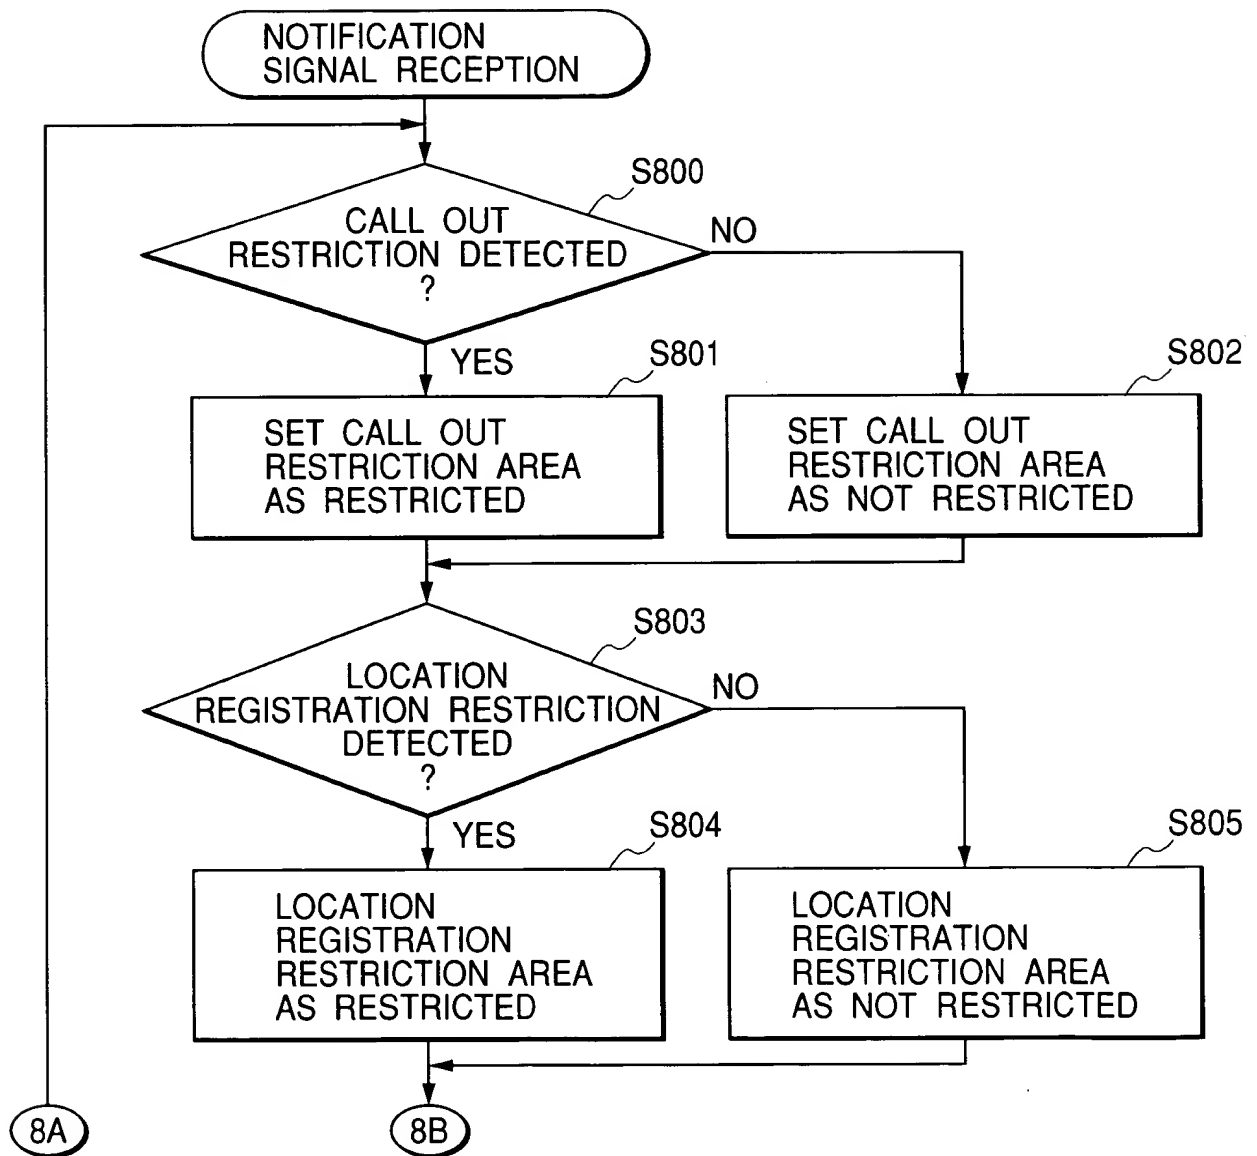 NOTIFICATION
SIGNAL RECEPTION
S800
CALL OUT
RESTRICTION DETECTED
?
NO
YES
S801
S802
SET CALL OUT
RESTRICTION AREA
AS RESTRICTED
SET CALL OUT
RESTRICTION AREA
AS NOT RESTRICTED
S803
LOCATION
REGISTRATION RESTRICTION
DETECTED
?
NO
YES
S804
S805
LOCATION
REGISTRATION
RESTRICTION AREA
AS RESTRICTED
LOCATION
REGISTRATION
RESTRICTION AREA
AS NOT RESTRICTED
8A
8B